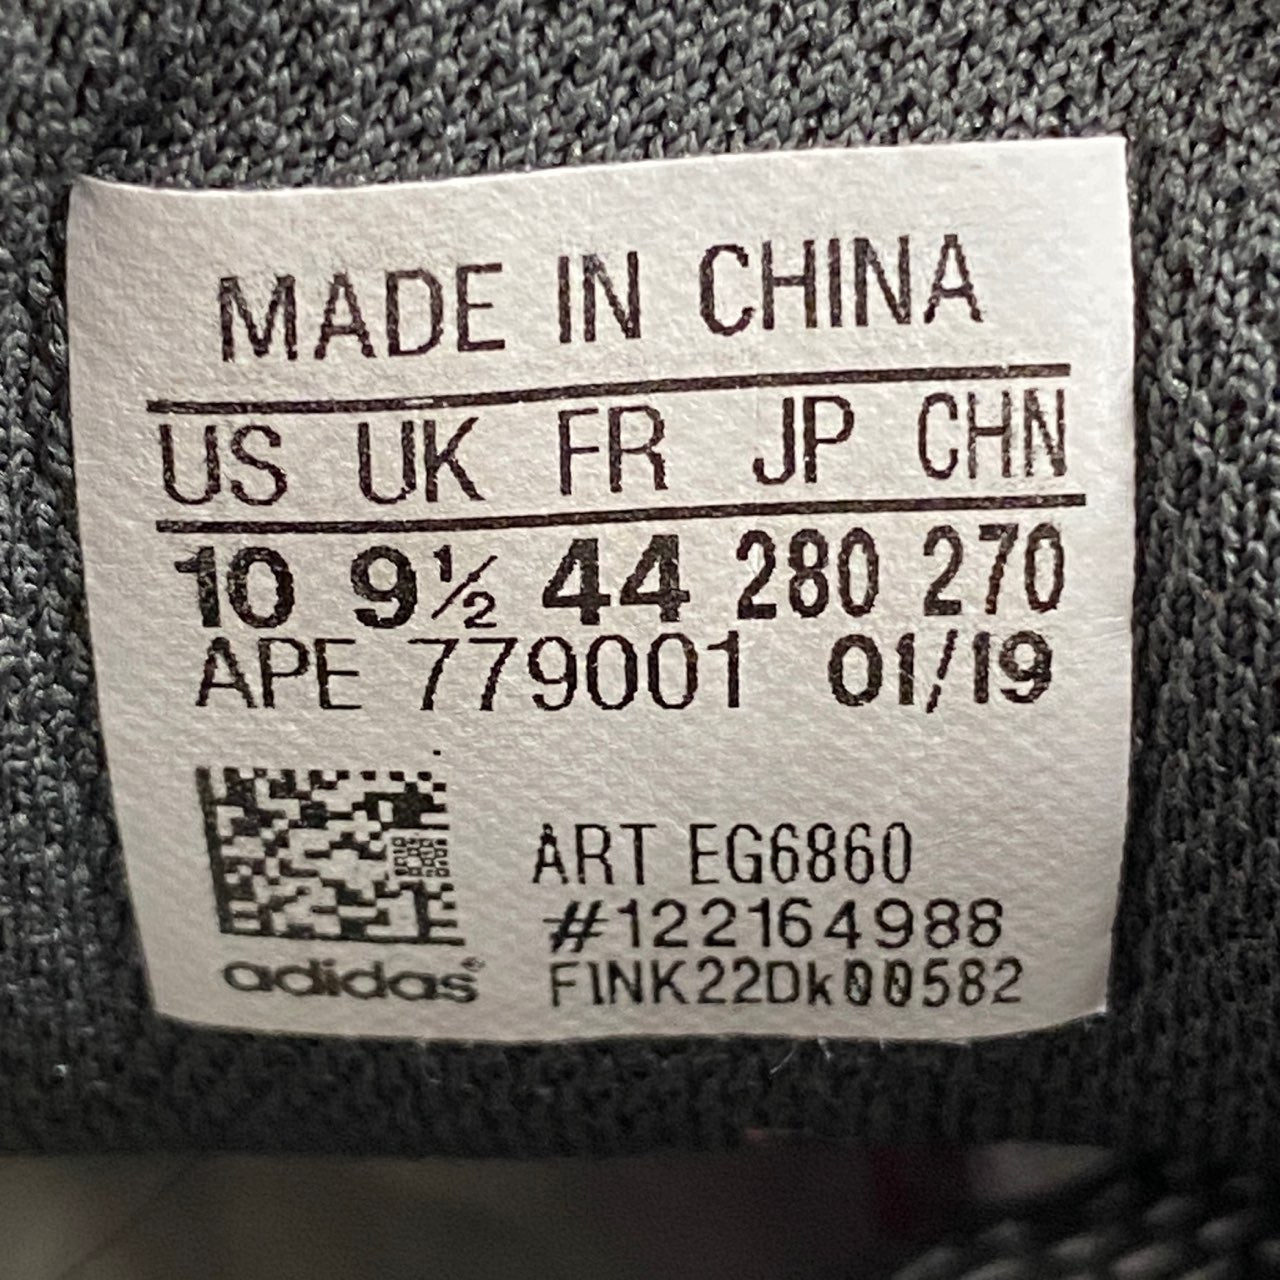 MADE IN CHINA
US UK FR JP CHN
10 9½ 44 280 270
APE 779001 01/19
ART EG6860
#122164988
F1NK22Dk00582
adidas